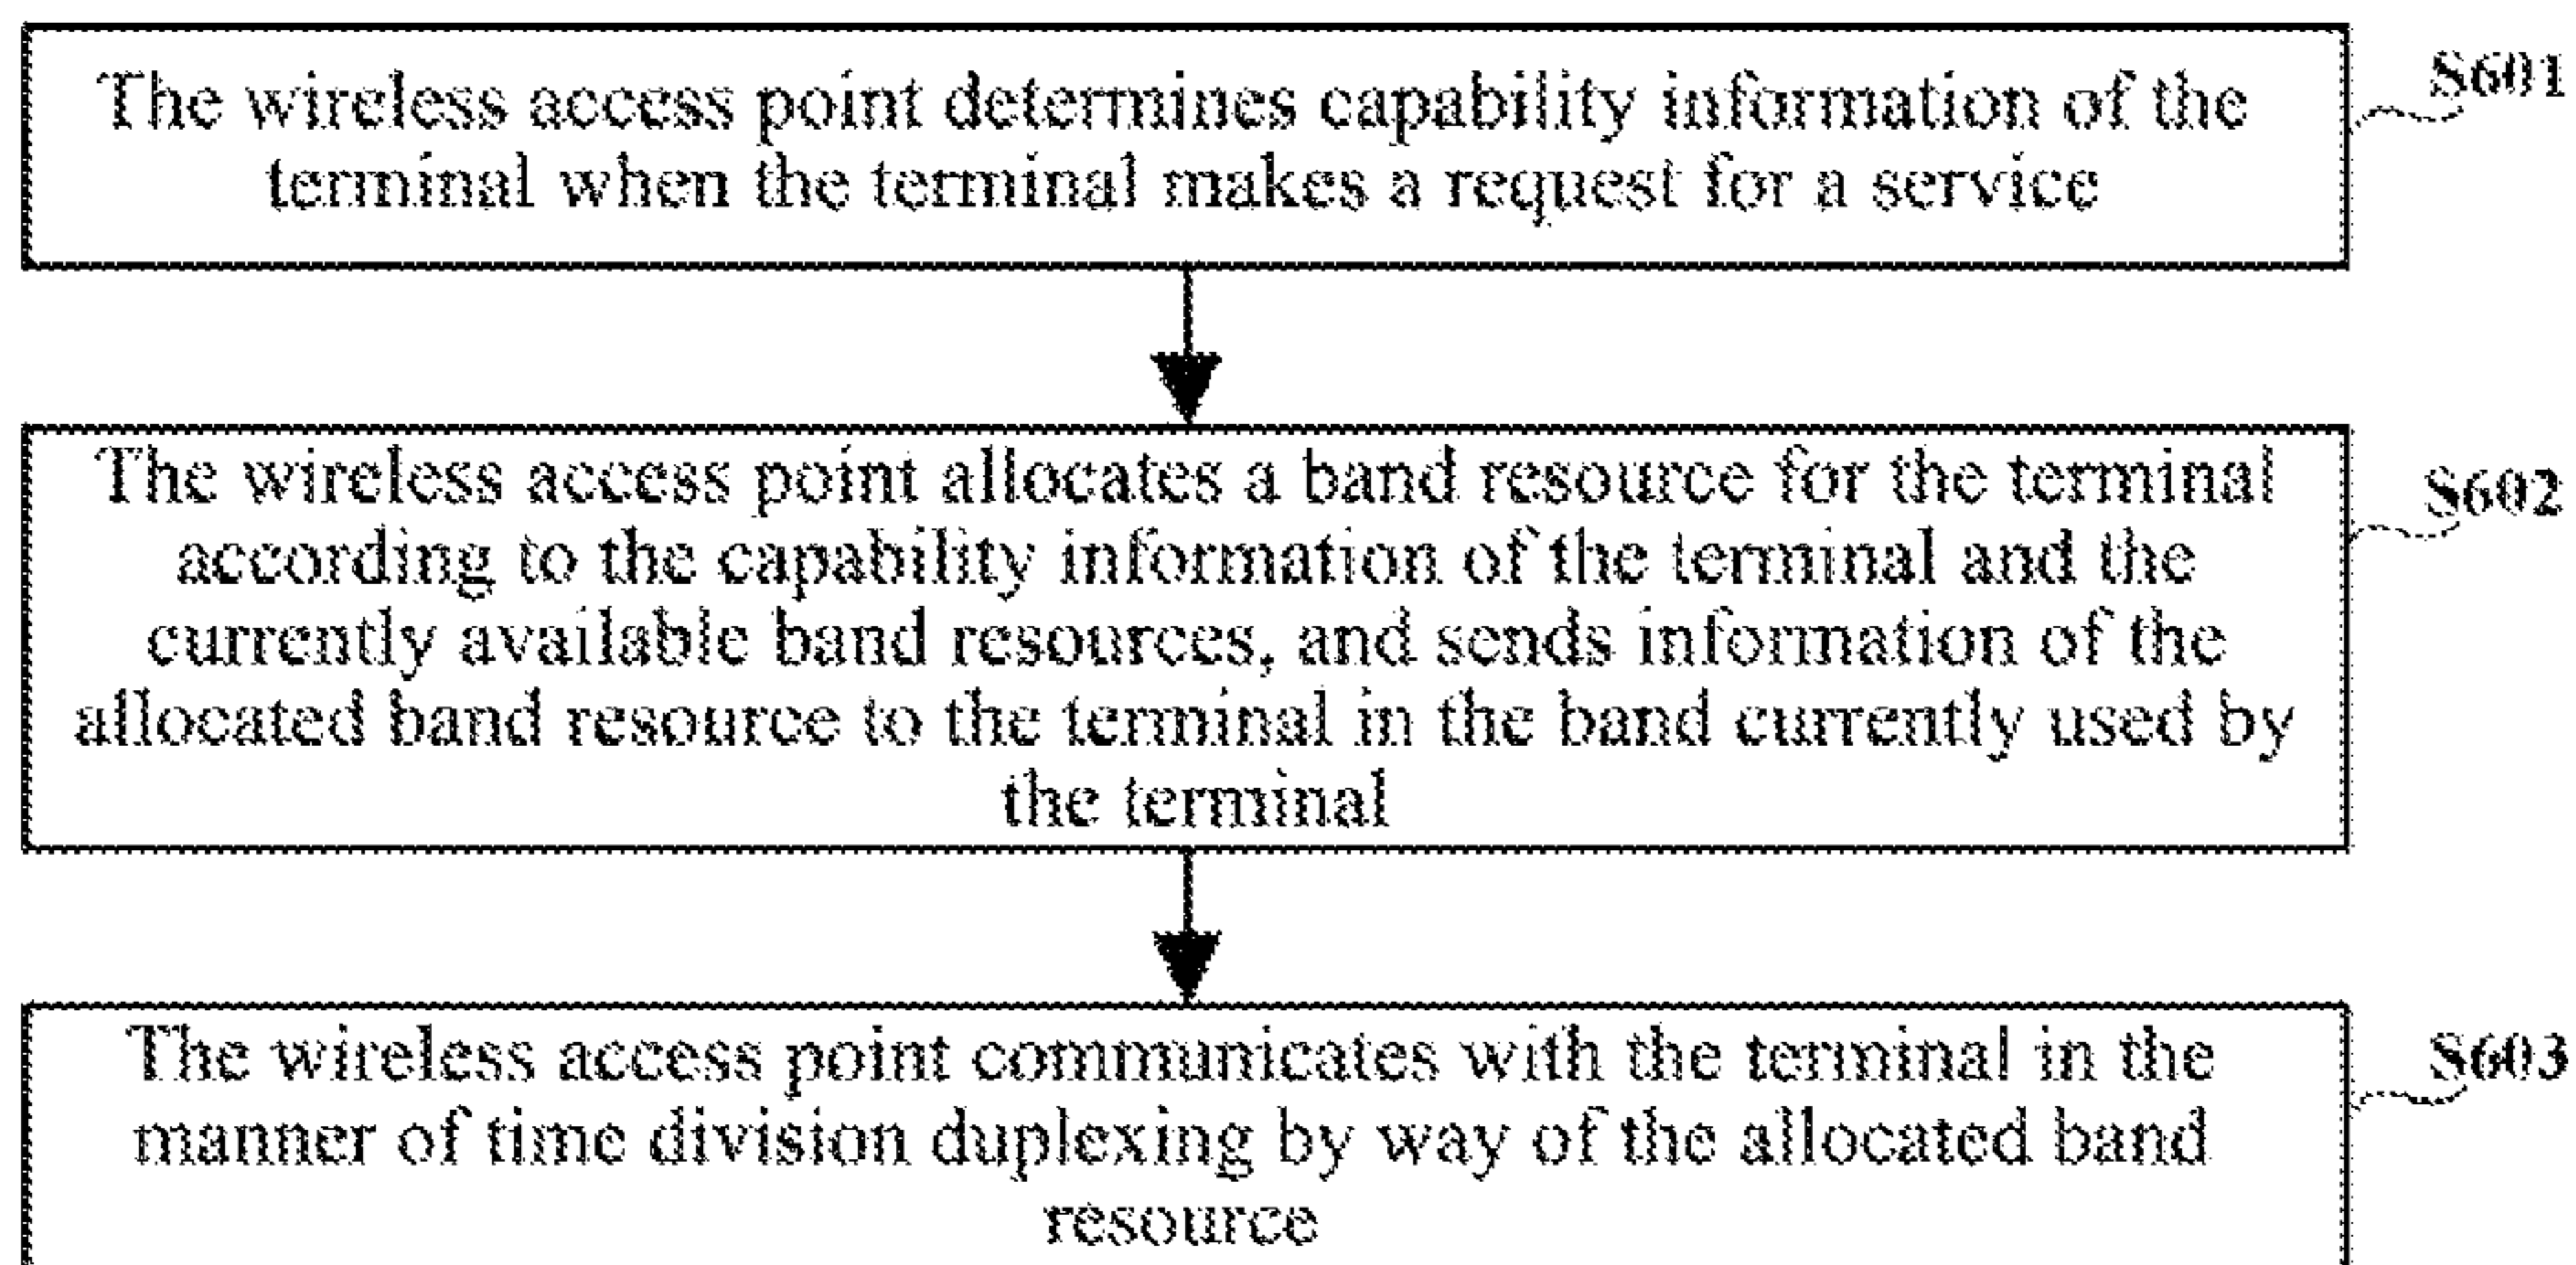 The wireless access point determines capability information of the
terminal when the terminal makes a request for a service
S601
The wireless access point allocates a band resource for the terminal
according to the capability information of the terminal and the
currently available band resources, and sends information of the
allocated band resource to the terminal in the band currently used by
the terminal
S602
The wireless access point communicates with the terminal in the
manner of time division duplexing by way of the allocated band
resource
S603